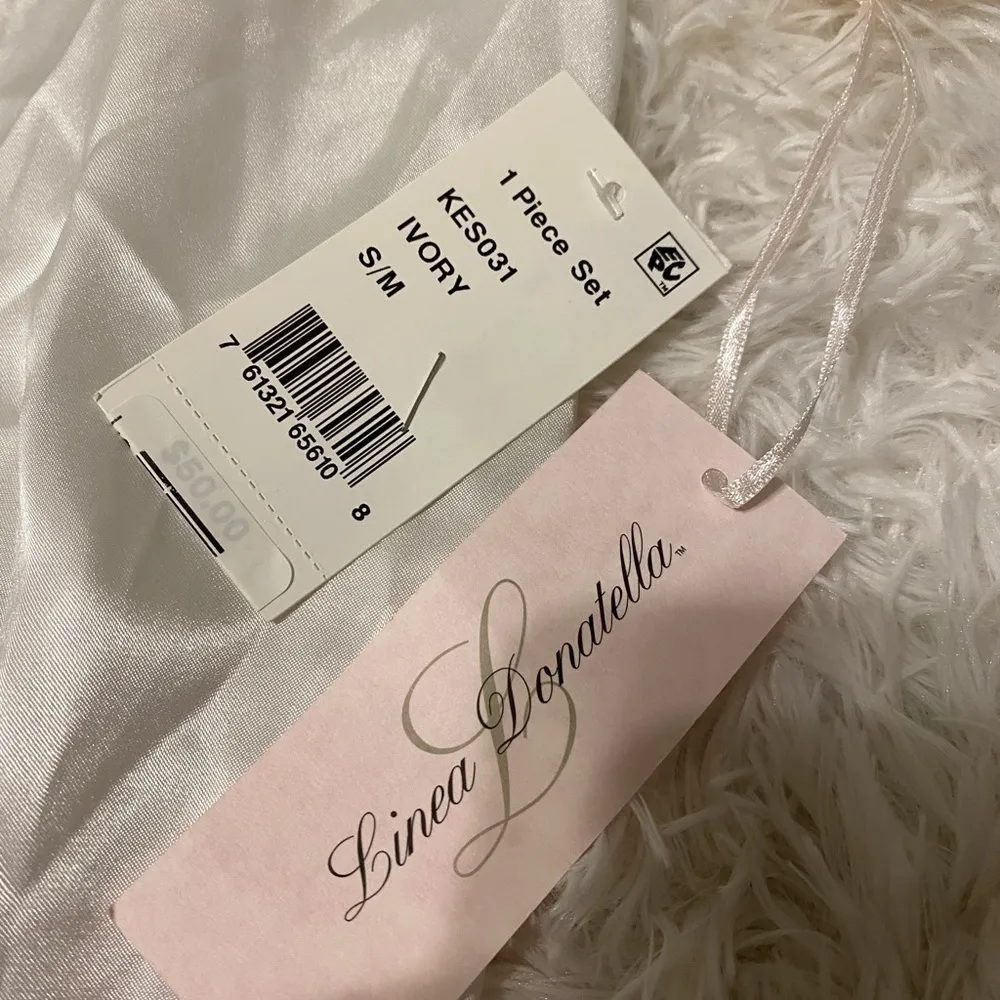 1 Piece Set
KES031
IVORY
S/M
7 61321 65610 8
$50.00
Linea Donatella™